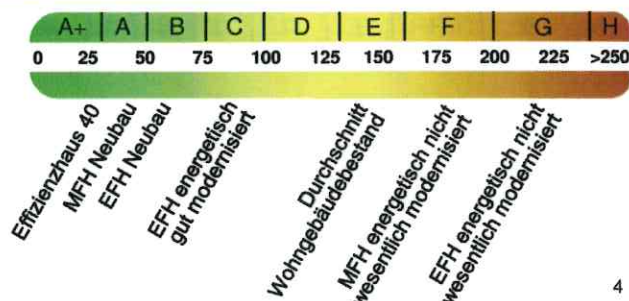 A+ A B C D E F G H
0 25 50 75 100 125 150 175 200 225 >250
Effizienzhaus 40
MFH Neubau
EFH Neubau
EFH energetisch
gut modernisiert
Durchschnitt
Wohngebäudebestand
MFH energetisch nicht
wesentlich modernisiert
EFH energetisch nicht
wesentlich modernisiert
4